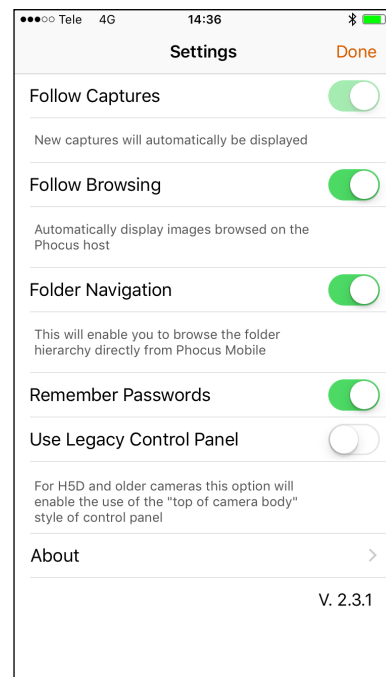 Tele 4G 14:36
Settings Done
Follow Captures
New captures will automatically be displayed
Follow Browsing
Automatically display images browsed on the
Phocus host
Folder Navigation
This will enable you to browse the folder
hierarchy directly from Phocus Mobile
Remember Passwords
Use Legacy Control Panel
For H5D and older cameras this option will
enable the use of the "top of camera body"
style of control panel
About
V. 2.3.1